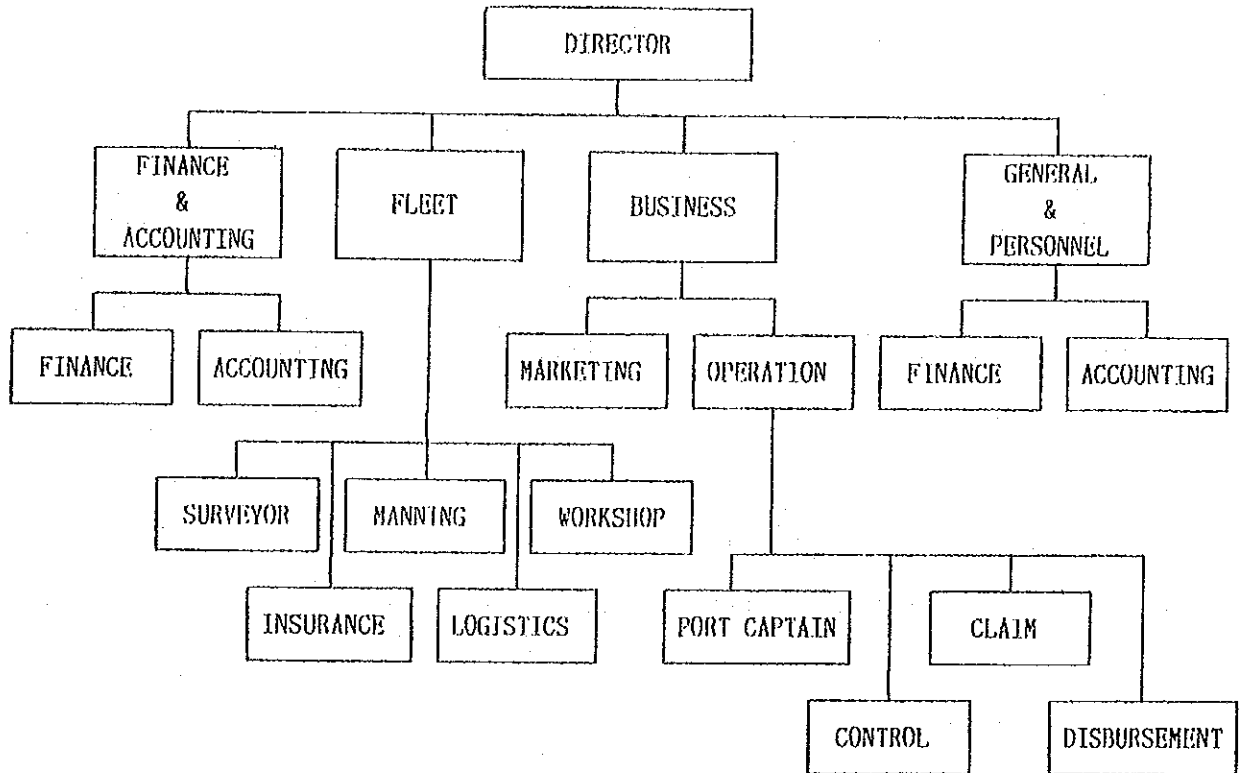 DIRECTOR
FINANCE
&
ACCOUNTING
FLEET
BUSINESS
GENERAL
&
PERSONNEL
FINANCE
ACCOUNTING
MARKETING
OPERATION
FINANCE
ACCOUNTING
SURVEYOR
MANNING
WORKSHOP
INSURANCE
LOGISTICS
PORT CAPTAIN
CLAIM
CONTROL
DISBURSEMENT